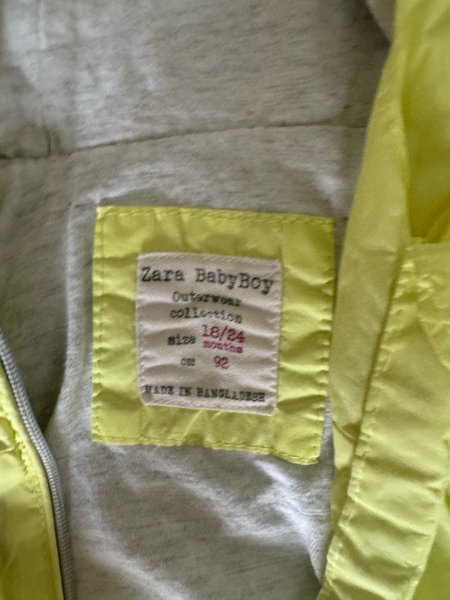 Zara BabyBoy
Outerwear
collection
size 18/24
months
cm 92
MADE IN BANGLADESH